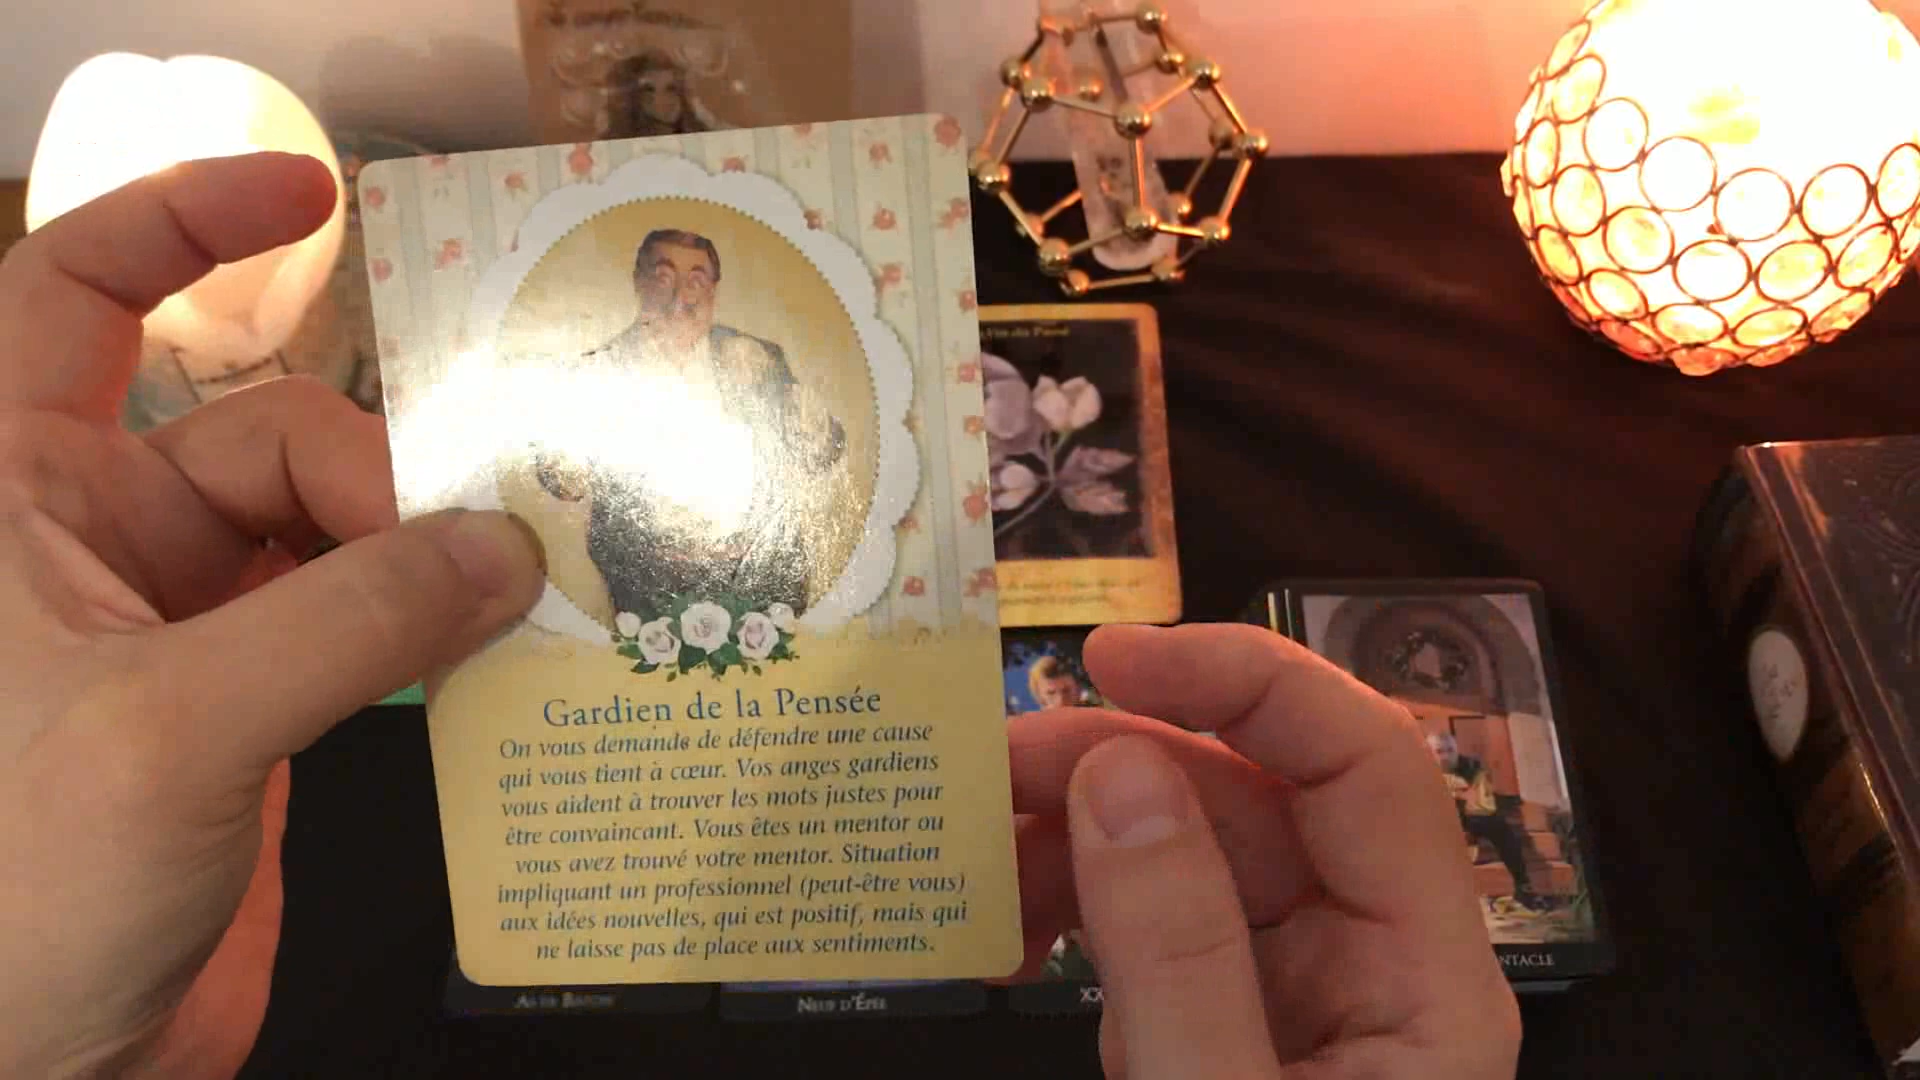 Gardien de la Pensée
On vous demande de défendre une cause
qui vous tient à cœur. Vos anges gardiens
vous aident à trouver les mots justes pour
être convaincant. Vous êtes un mentor ou
vous avez trouvé votre mentor. Situation
impliquant un professionnel (peut-être vous)
aux idées nouvelles, qui est positif, mais qui
ne laisse pas de place aux sentiments.
NTACLE
As de Bâton
Neuf d'Épée
XX